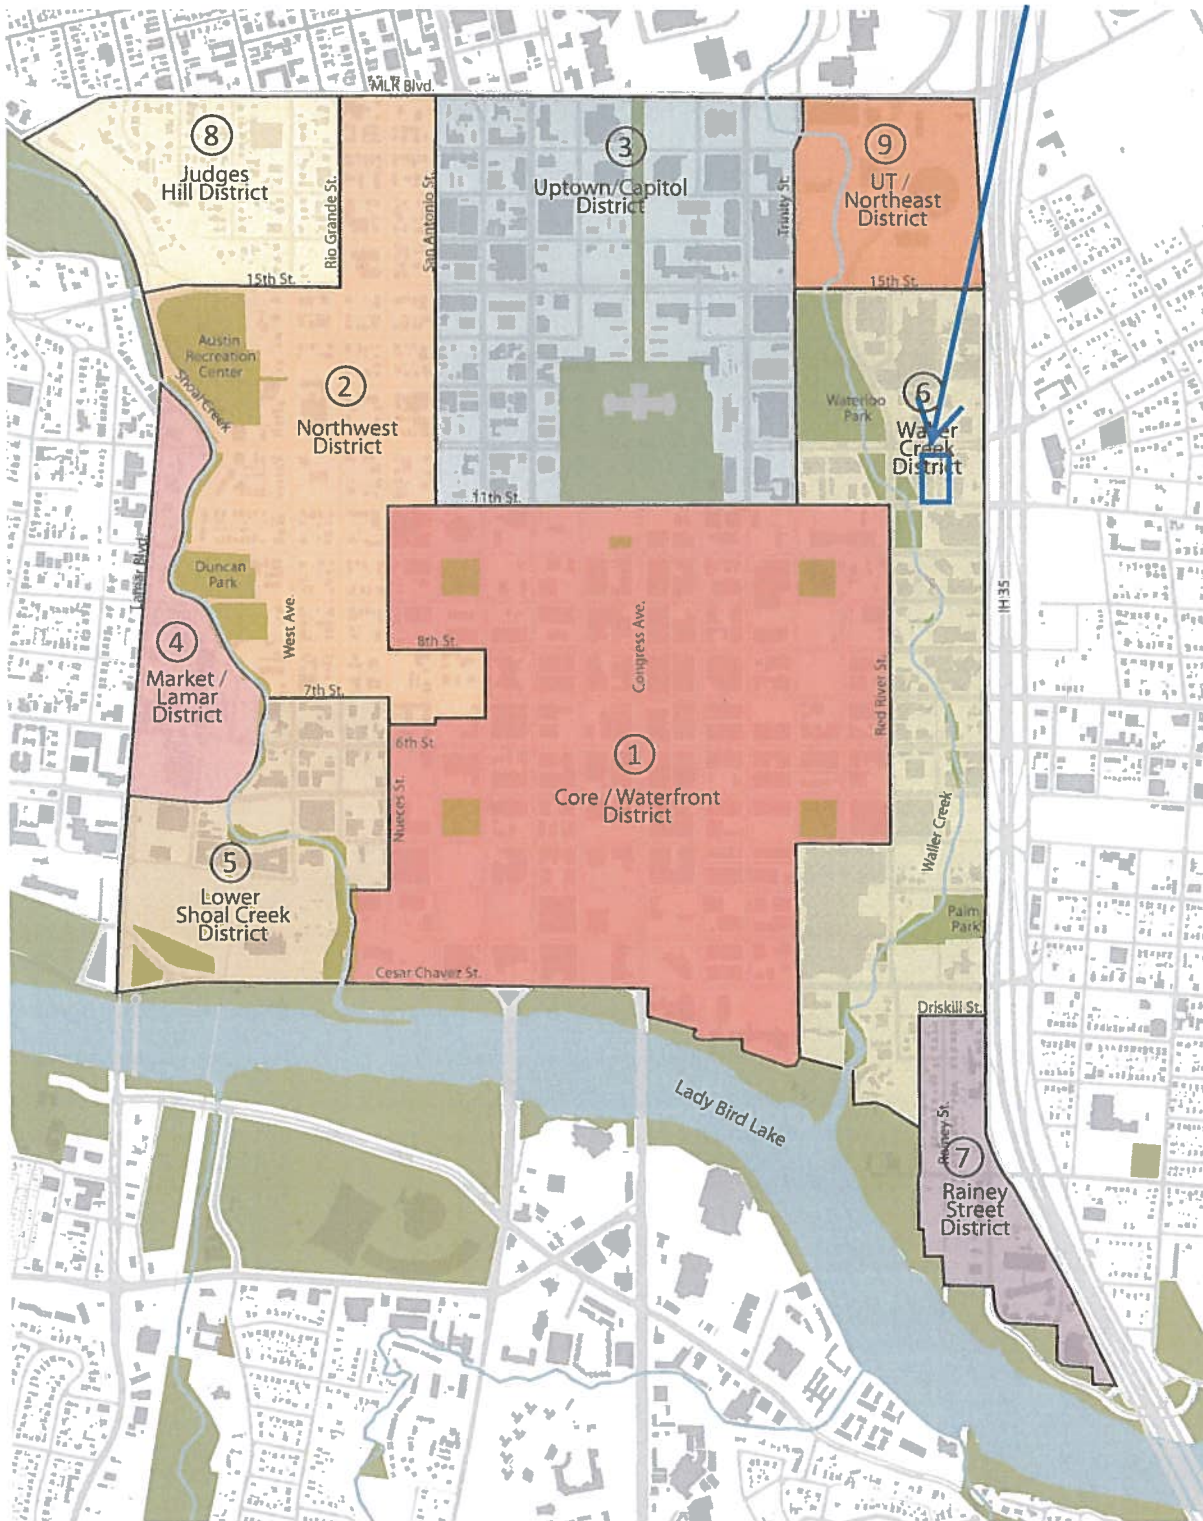 MLK Blvd.
8
Judges
Hill District
Rio Grande St.
San Antonio St.
3
Uptown/Capitol
District
Trinity St.
9
UT /
Northeast
District
15th St.
15th St.
Austin
Recreation
Center
Shoal Creek
2
Northwest
District
Waterloo
Park
6
Waller
Creek
District
11th St.
Lamar Blvd.
Duncan
Park
West Ave.
8th St.
Congress Ave.
Red River St.
IH 35
4
Market /
Lamar
District
7th St.
6th St.
Nueces St.
1
Core / Waterfront
District
Waller Creek
5
Lower
Shoal Creek
District
Palm
Park
Cesar Chavez St.
Driskill St.
Lady Bird Lake
Rainey St.
7
Rainey
Street
District